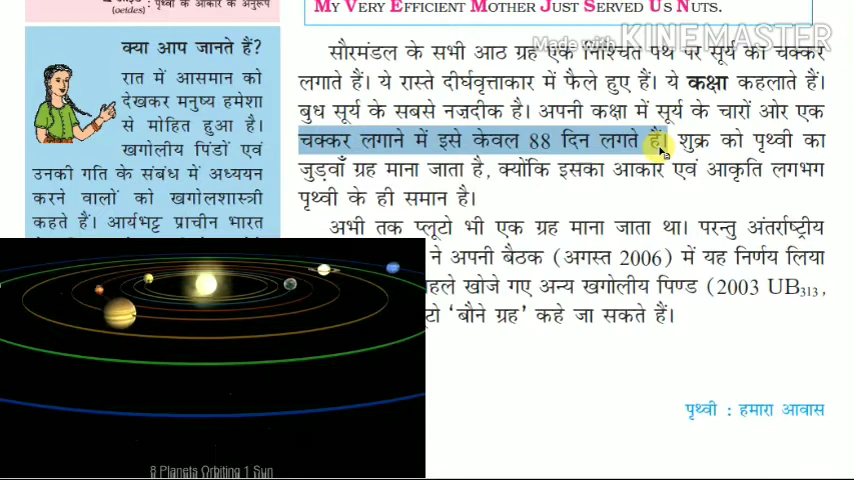 : पृथ्वी के आकार के अनुरूप
(oetdes)
MY VERY EFFICIENT MOTHER JUST SERVED US NUTS.
Made with KINEMASTER
क्या आप जानते हैं?
रात में आसमान को
देखकर मनुष्य हमेशा
से मोहित हुआ है।
खगोलीय पिंडों एवं
उनकी गति के संबंध में अध्ययन
करने वालों को खगोलशास्त्री
कहते हैं। आर्यभट्ट प्राचीन भारत
सौरमंडल के सभी आठ ग्रह एक निश्चित पथ पर सूर्य का चक्कर
लगाते हैं। ये रास्ते दीर्घवृत्ताकार में फैले हुए हैं। ये कक्षा कहलाते हैं।
बुध सूर्य के सबसे नज़दीक है। अपनी कक्षा में सूर्य के चारों ओर एक
चक्कर लगाने में इसे केवल 88 दिन लगते हैं। शुक्र को पृथ्वी का
जुड़वाँ ग्रह माना जाता है, क्योंकि इसका आकार एवं आकृति लगभग
पृथ्वी के ही समान है।
अभी तक प्लूटो भी एक ग्रह माना जाता था। परन्तु अंतर्राष्ट्रीय
ने अपनी बैठक (अगस्त 2006) में यह निर्णय लिया
हले खोजे गए अन्य खगोलीय पिण्ड (2003 UB313,
टो 'बौने ग्रह' कहे जा सकते हैं।
पृथ्वी : हमारा आवास
8 Planets Orbiting 1 Sun